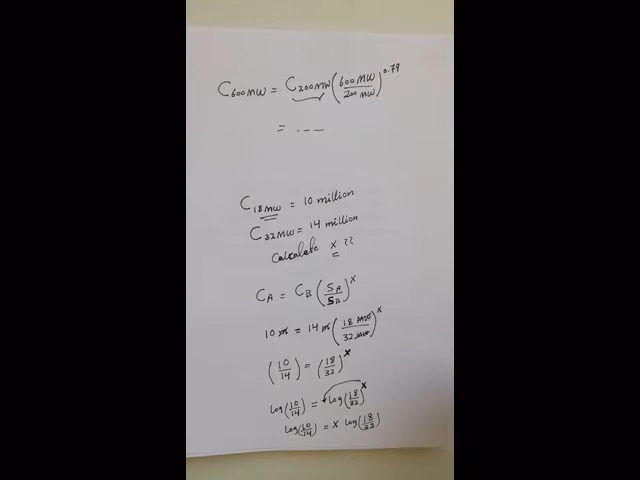 C600MW = C200MW (600 MW / 200 MW)^0.79
= - - -
C18MW = 10 million
C32MW = 14 million
Calculate x ??
CA = CB (SA / SB)^x
10 m = 14 m (18 MW / 32 MW)^x
(10 / 14) = (18 / 32)^x
log (10 / 14) = log (18 / 32)^x
log (10 / 14) = x log (18 / 32)